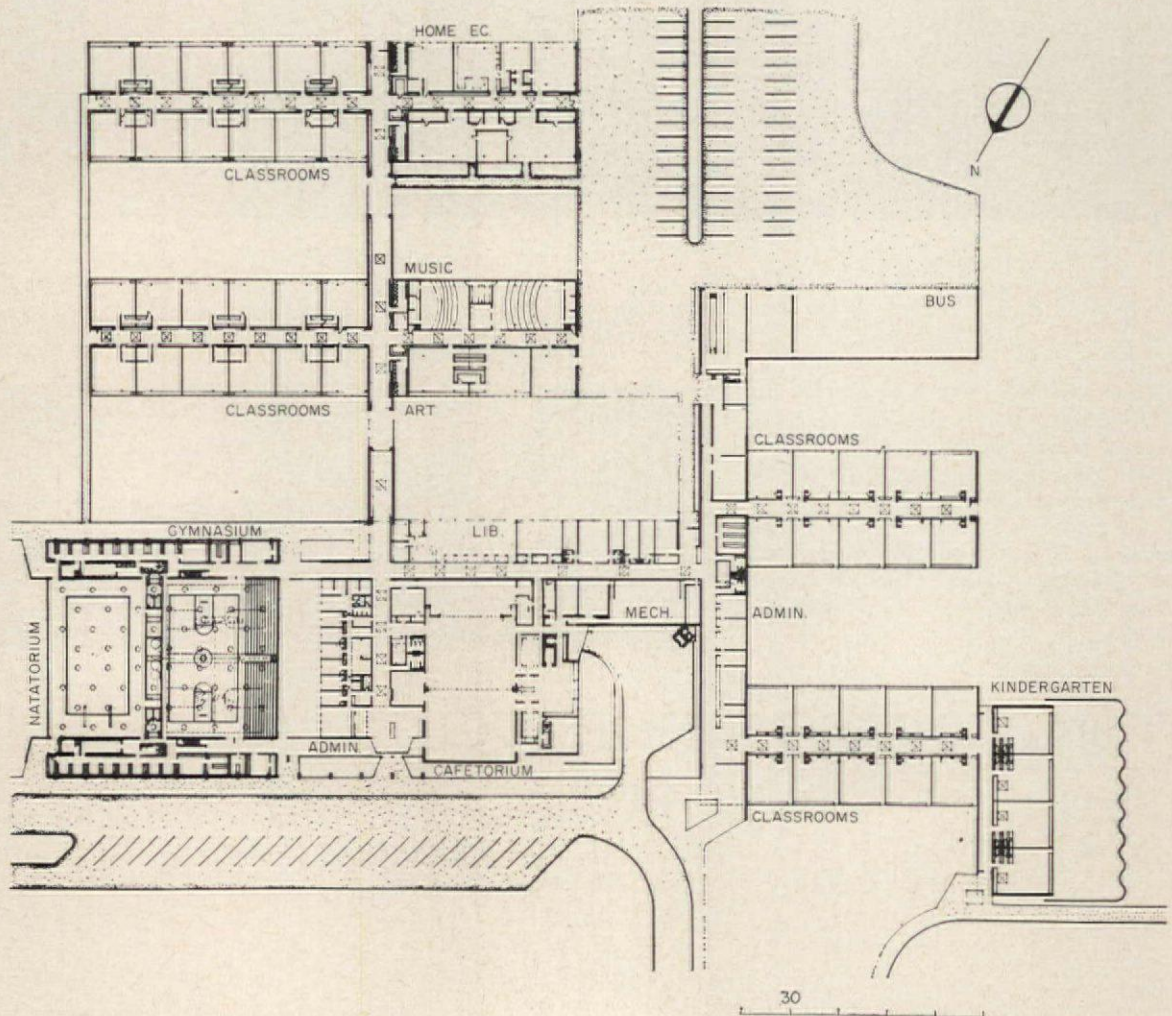 HOME EC.
N
CLASSROOMS
MUSIC
BUS
CLASSROOMS
ART
CLASSROOMS
GYMNASIUM
LIB.
MECH.
ADMIN.
NATATORIUM
KINDERGARTEN
ADMIN.
CAFETORIUM
CLASSROOMS
30